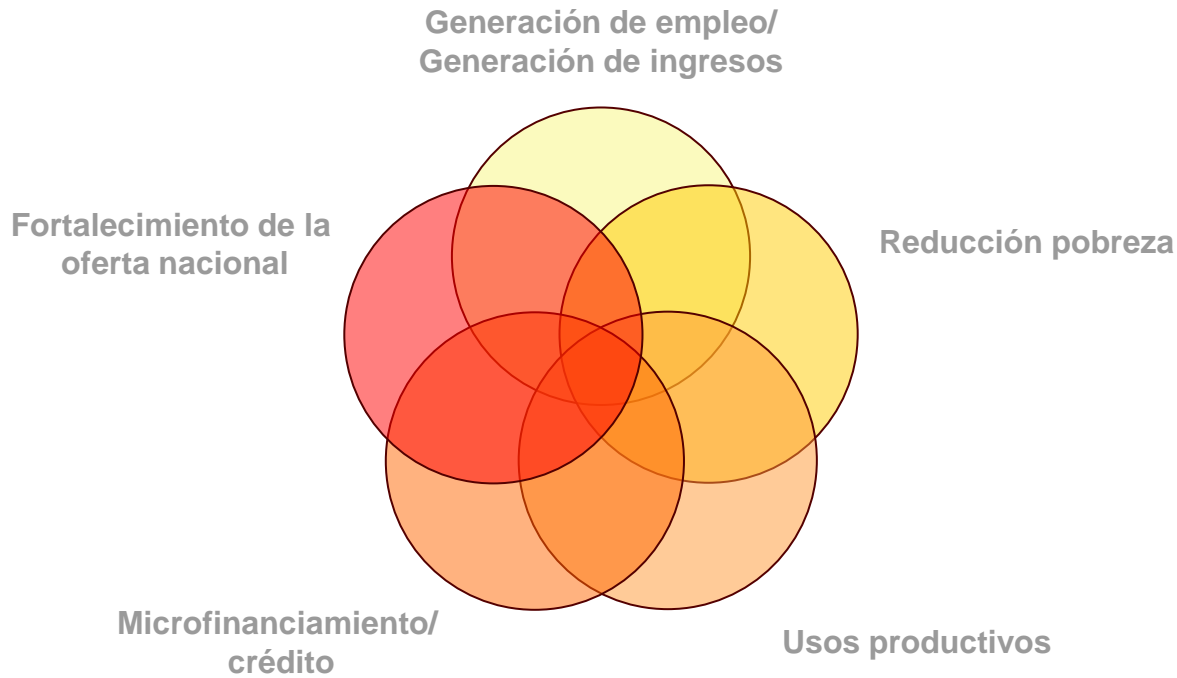 Generación de empleo/
Generación de ingresos
Fortalecimiento de la
oferta nacional
Reducción pobreza
Microfinanciamiento/
crédito
Usos productivos